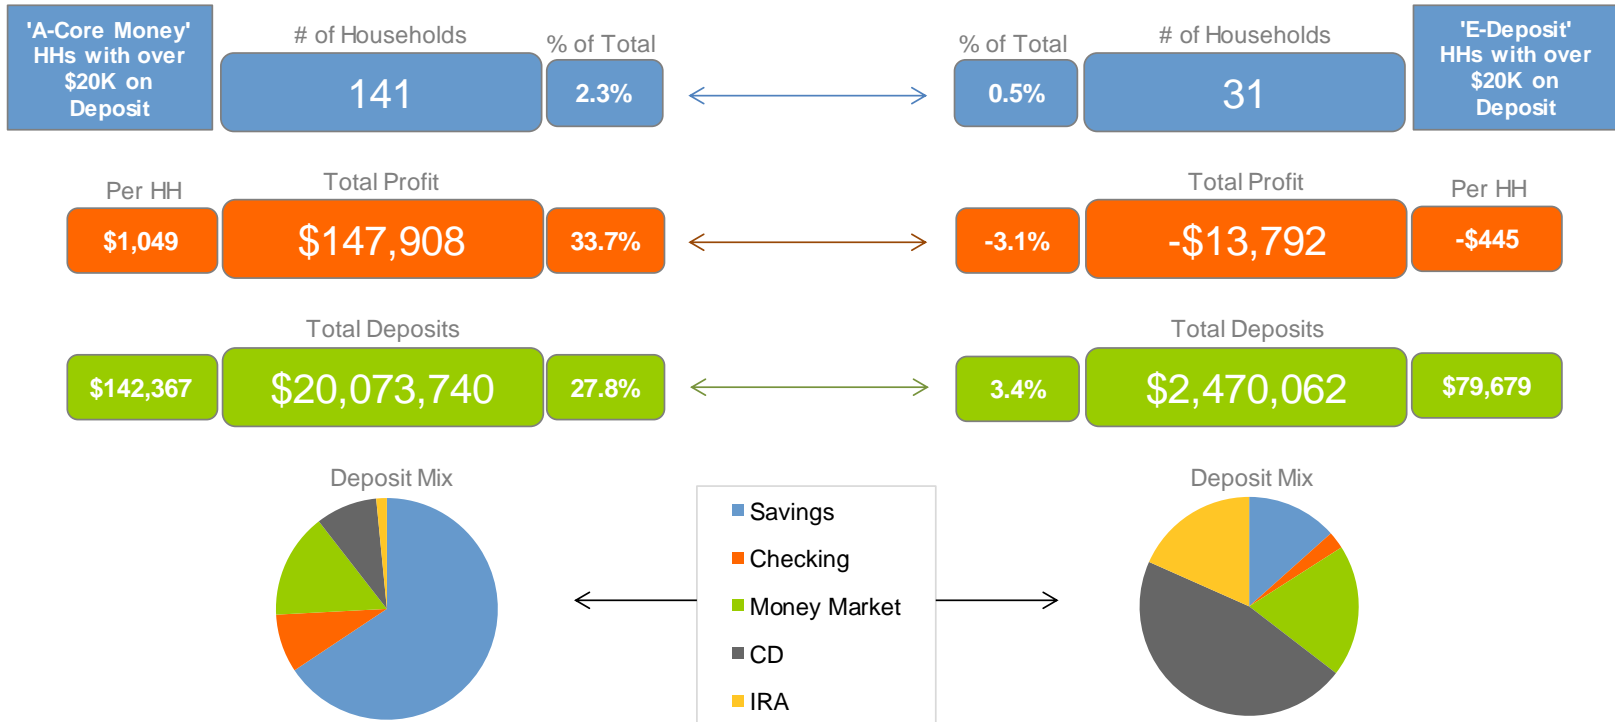 'A-Core Money'
HHs with over
$20K on
Deposit
# of Households
141
% of Total
2.3%
% of Total
0.5%
# of Households
31
'E-Deposit'
HHs with over
$20K on
Deposit
Per HH
$1,049
Total Profit
$147,908
33.7%
-3.1%
Total Profit
-$13,792
Per HH
-$445
Total Deposits
$142,367
$20,073,740
27.8%
3.4%
Total Deposits
$2,470,062
$79,679
Deposit Mix
Savings
Checking
Money Market
CD
IRA
Deposit Mix